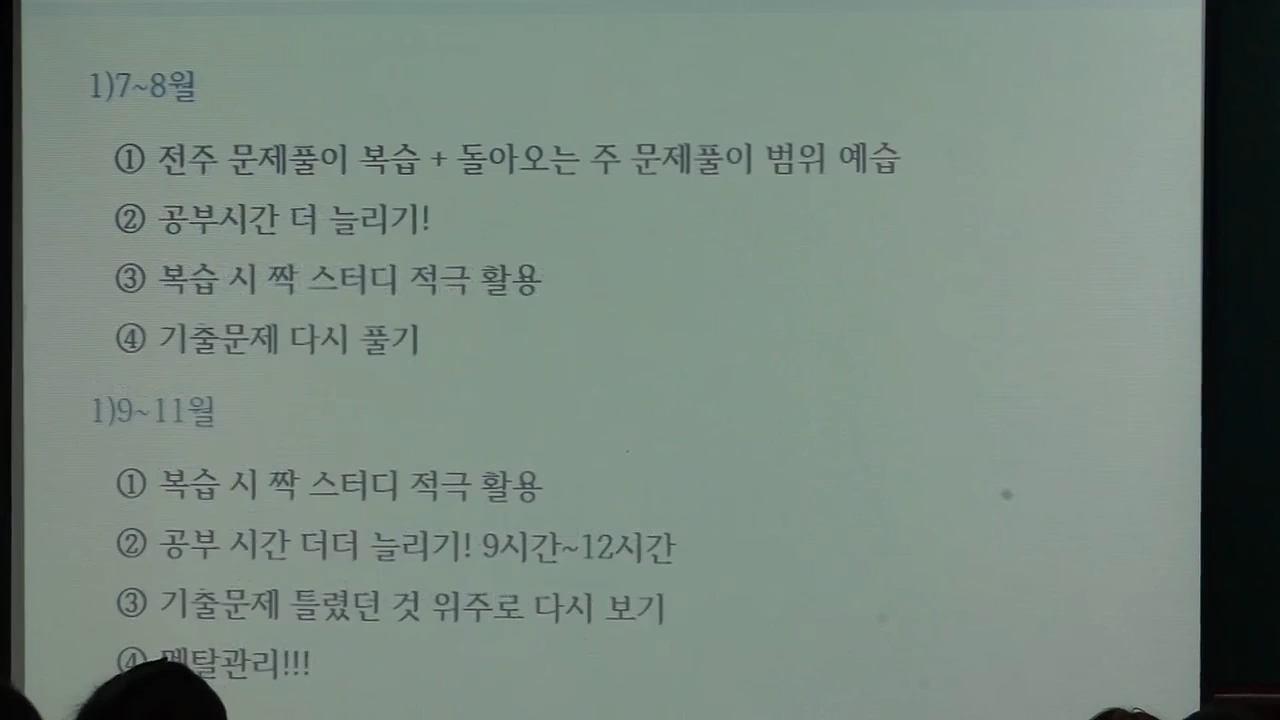 1)7~8월
① 전주 문제풀이 복습 + 돌아오는 주 문제풀이 범위 예습
② 공부시간 더 늘리기!
③ 복습 시 짝 스터디 적극 활용
④ 기출문제 다시 풀기
1)9~11월
① 복습 시 짝 스터디 적극 활용
② 공부 시간 더더 늘리기! 9시간~12시간
③ 기출문제 틀렸던 것 위주로 다시 보기
④ 멘탈관리!!!